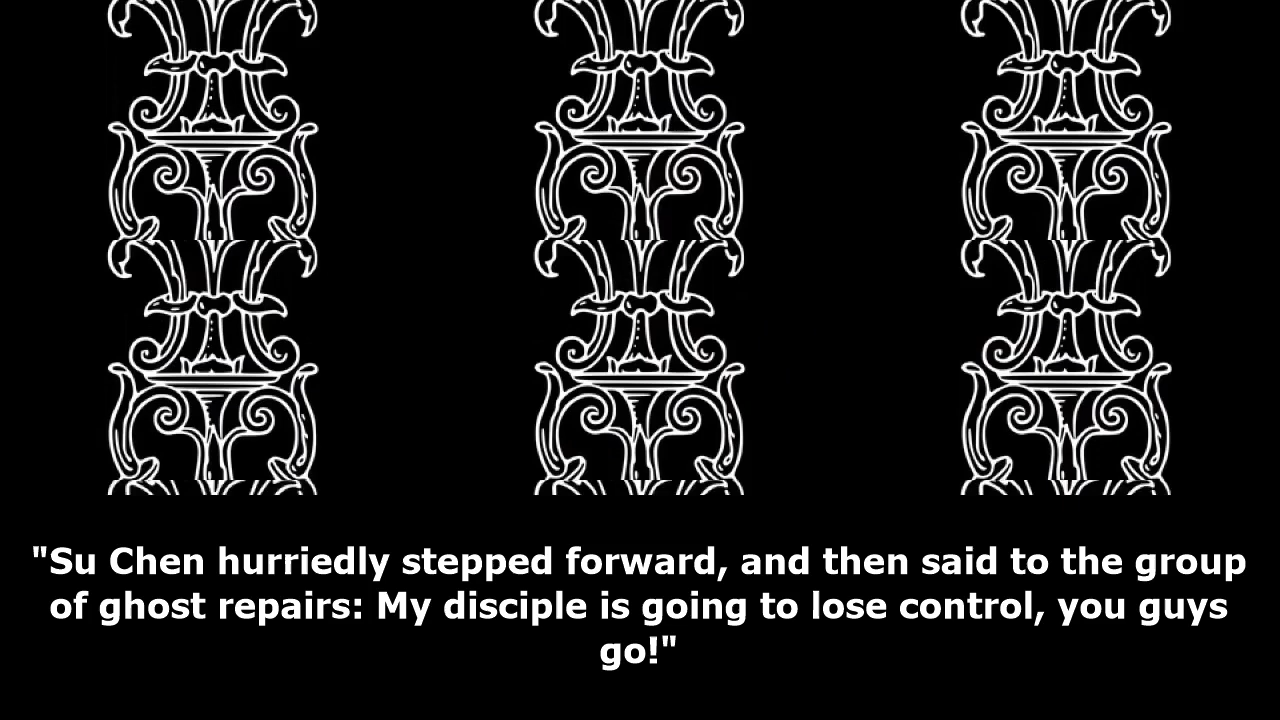 "Su Chen hurriedly stepped forward, and then said to the group
of ghost repairs: My disciple is going to lose control, you guys
go!"